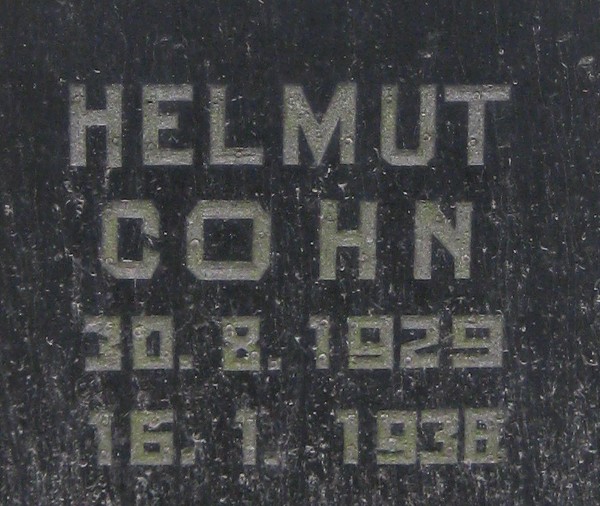 HELMUT
COHN
30. 8. 1929
16. 1. 1938